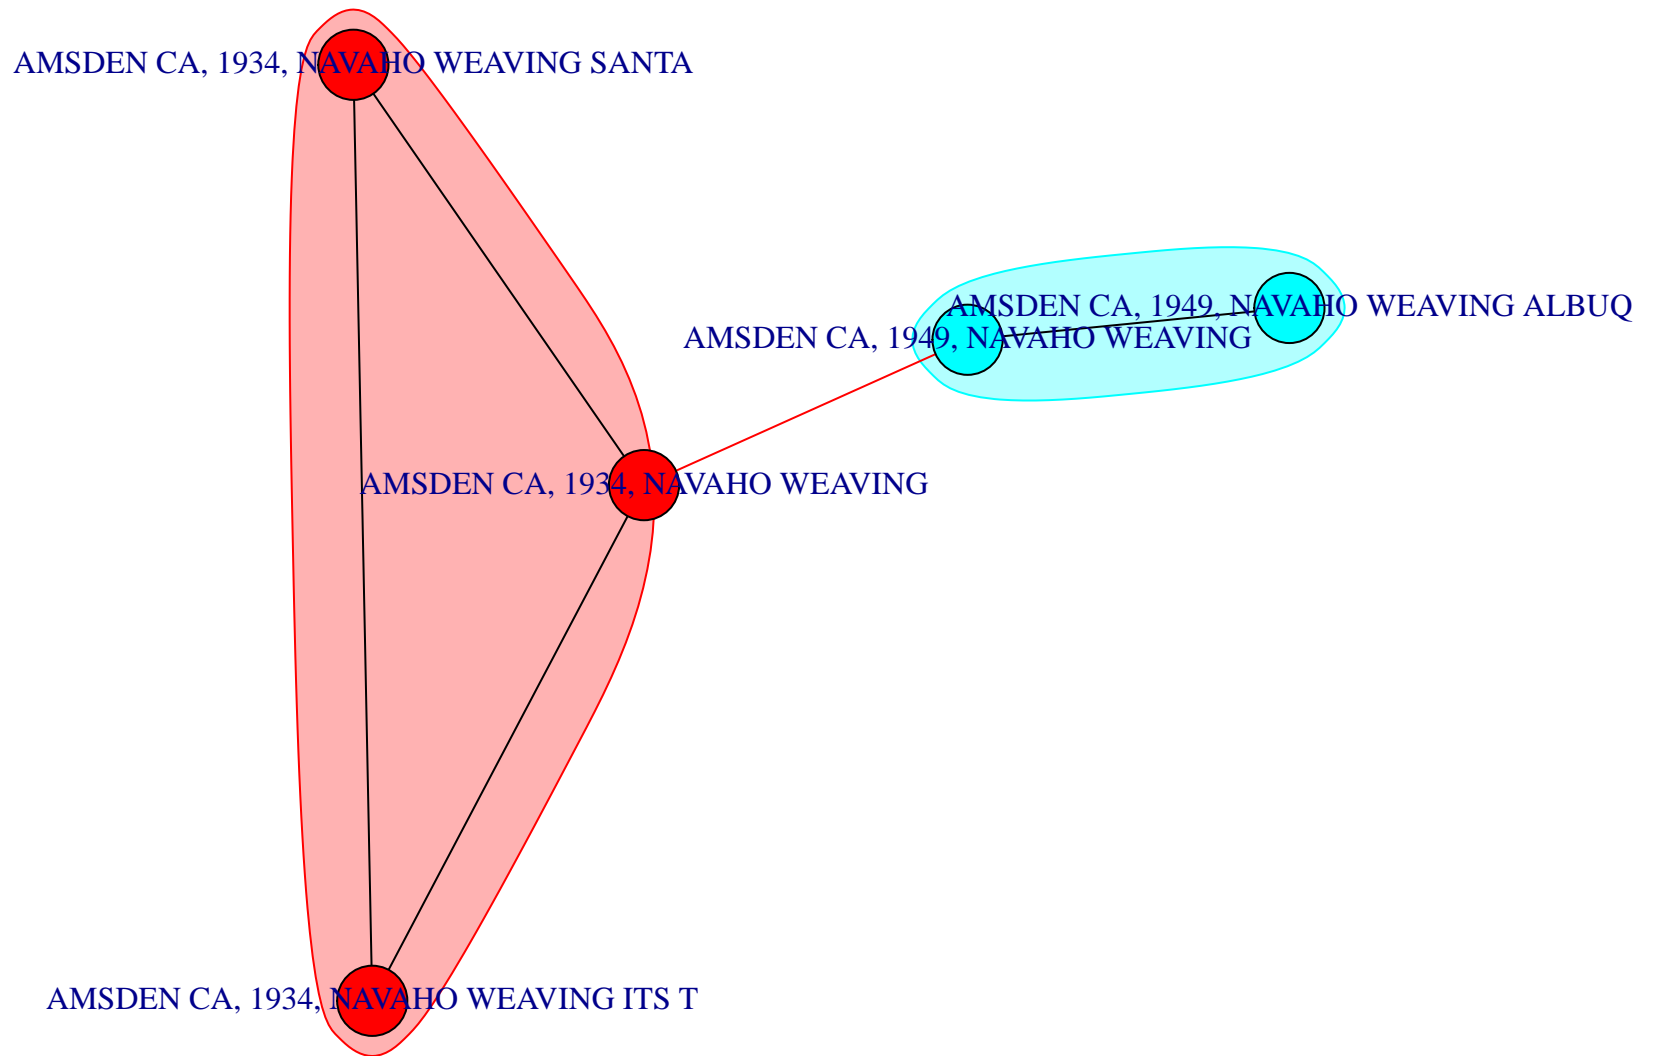 AMSDEN CA, 1934, NAVAHO WEAVING SANTA
AMSDEN CA, 1949, NAVAHO WEAVING ALBUQ
AMSDEN CA, 1949, NAVAHO WEAVING
AMSDEN CA, 1934, NAVAHO WEAVING
AMSDEN CA, 1934, NAVAHO WEAVING ITS T